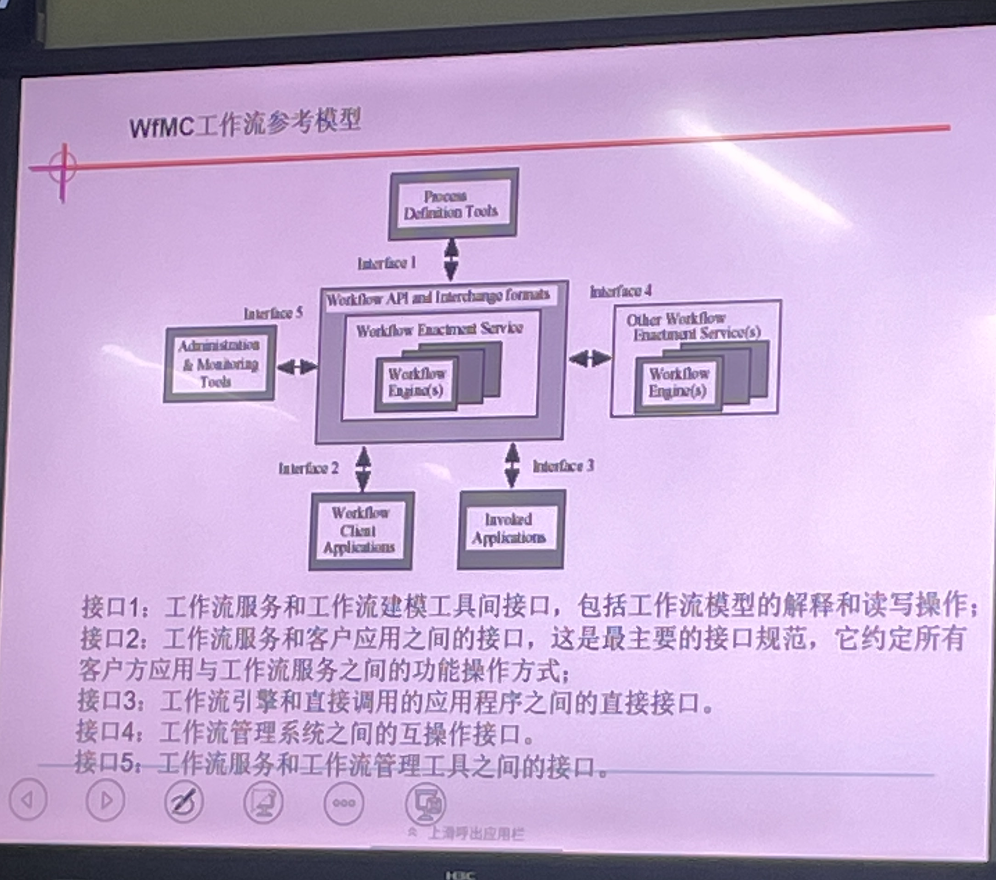 WfMC工作流参考模型
Process
Definition Tools
Interface 1
Workflow API and Interchange formats
Interface 4
Interface 5
Workflow Enactment Service
Other Workflow
Enactment Service(s)
Administration
& Monitoring
Tools
Workflow
Engine(s)
Workflow
Engine(s)
Interface 2
Interface 3
Workflow
Client
Applications
Invoked
Applications
接口1：工作流服务和工作流建模工具间接口，包括工作流模型的解释和读写操作；
接口2：工作流服务和客户应用之间的接口，这是最主要的接口规范，它约定所有
客户方应用与工作流服务之间的功能操作方式；
接口3：工作流引擎和直接调用的应用程序之间的直接接口。
接口4：工作流管理系统之间的互操作接口。
接口5：工作流服务和工作流管理工具之间的接口。
上滑呼出应用栏
H3C